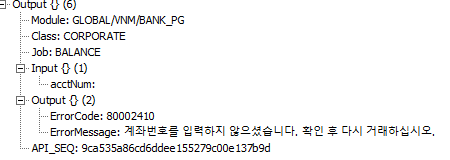 Output {} (6)
Module: GLOBAL/VNM/BANK_PG
Class: CORPORATE
Job: BALANCE
Input {} (1)
acctNum:
Output {} (2)
ErrorCode: 80002410
ErrorMessage: 계좌번호를 입력하지 않으셨습니다. 확인 후 다시 거래하십시오.
API_SEQ: 9ca535a86cd6ddee155279c00e137b9d